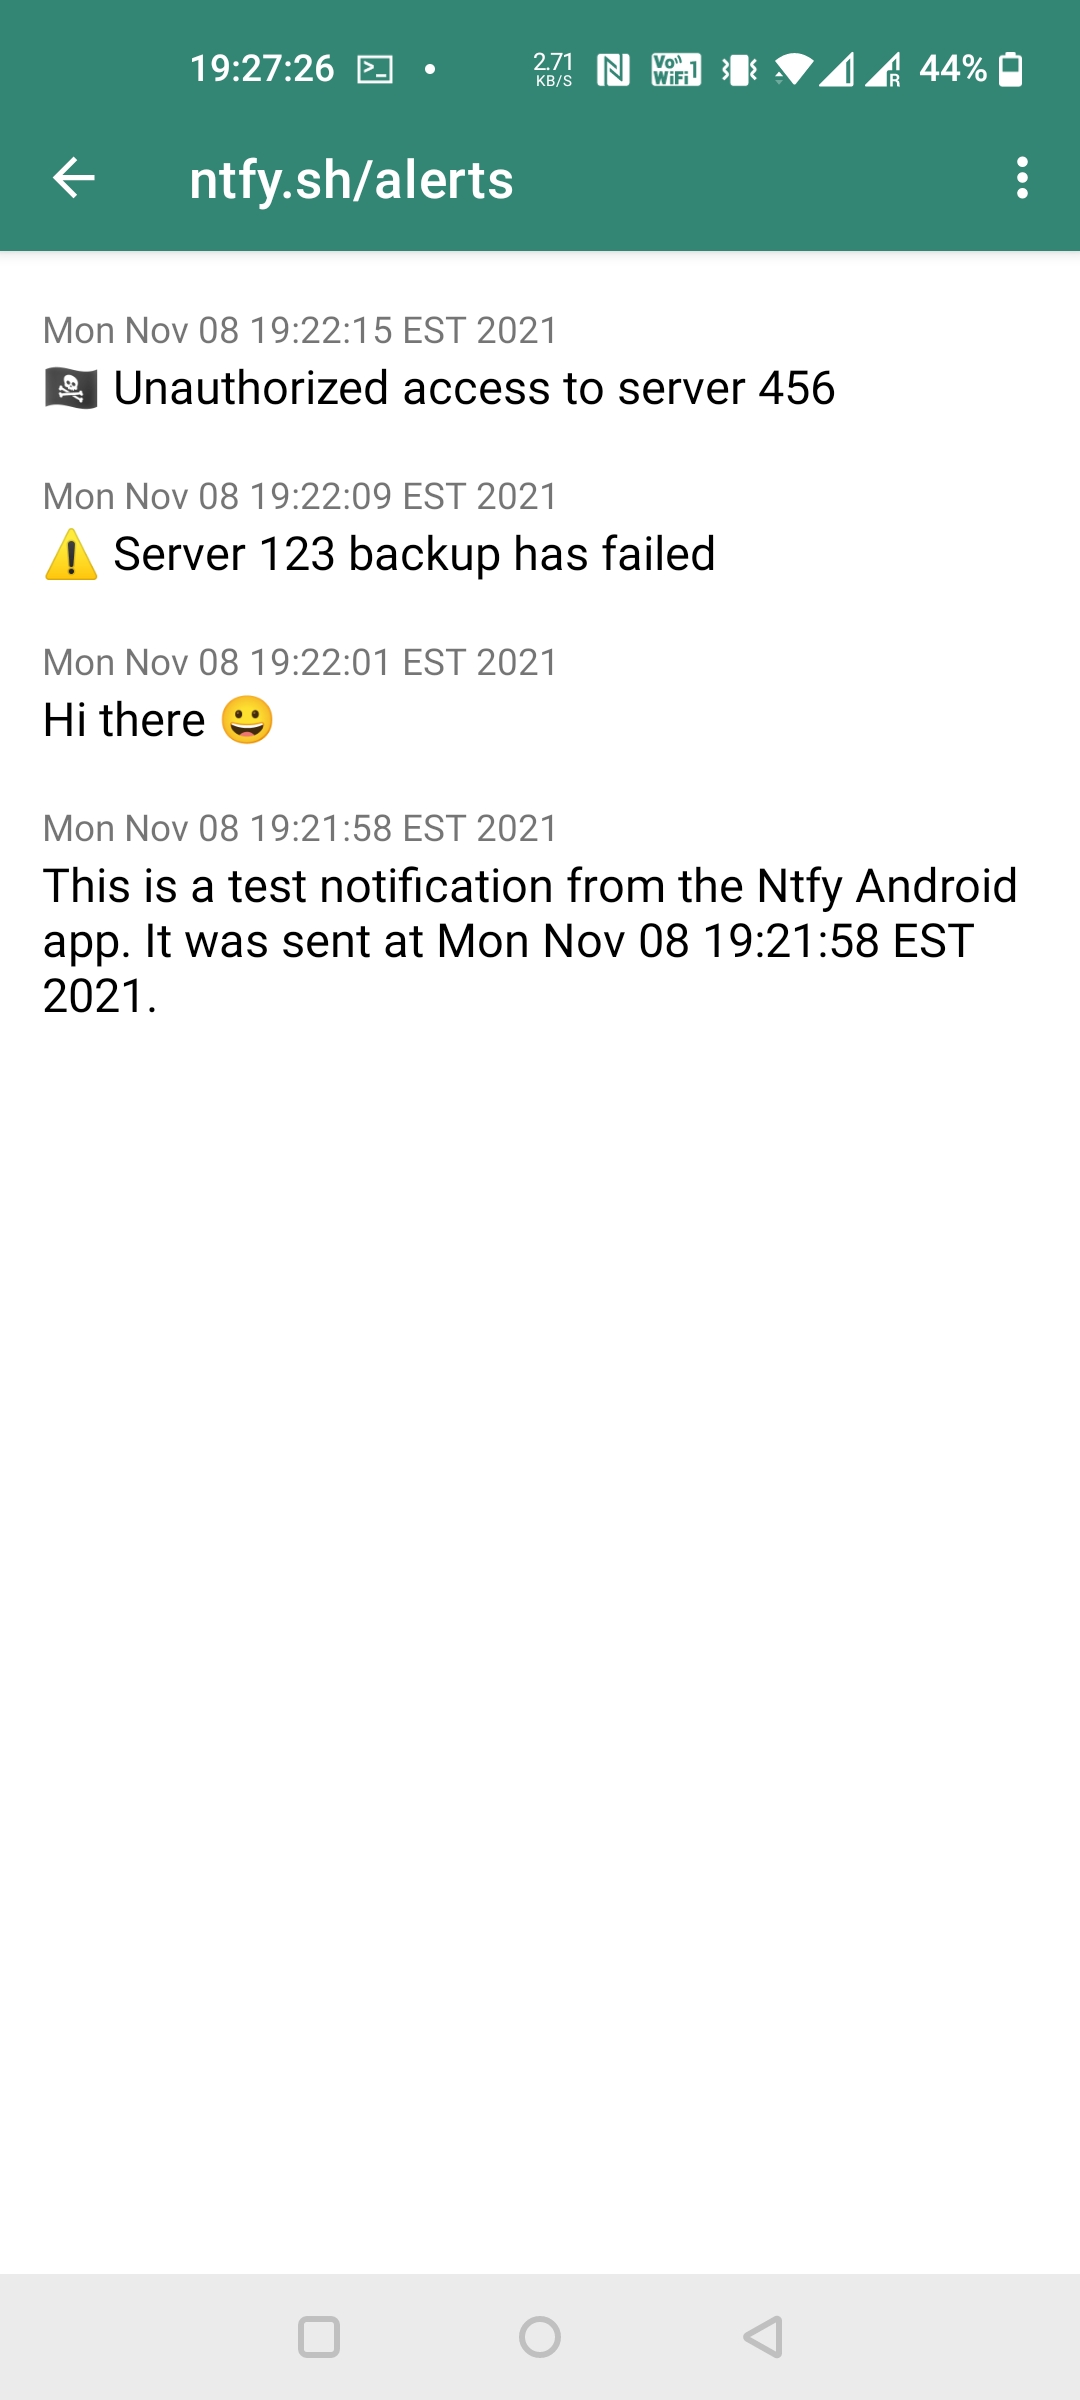 19:27:26 2.71 KB/S Vo WiFi 1 R 44%
ntfy.sh/alerts
Mon Nov 08 19:22:15 EST 2021
🏴‍☠️ Unauthorized access to server 456
Mon Nov 08 19:22:09 EST 2021
⚠️ Server 123 backup has failed
Mon Nov 08 19:22:01 EST 2021
Hi there 😀
Mon Nov 08 19:21:58 EST 2021
This is a test notification from the Ntfy Android
app. It was sent at Mon Nov 08 19:21:58 EST
2021.